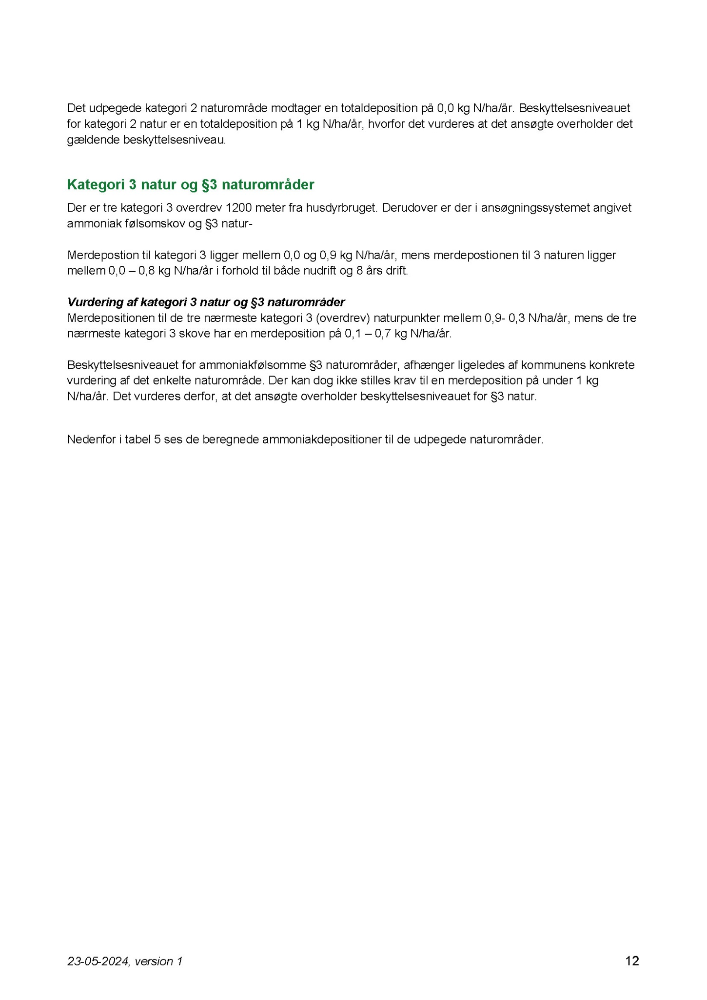 Det udpegede kategori 2 naturområde modtager en totaldeposition på 0,0 kg N/ha/år. Beskyttelsesniveauet
for kategori 2 natur er en totaldeposition på 1 kg N/ha/år, hvorfor det vurderes at det ansøgte overholder det
gældende beskyttelsesniveau.
Kategori 3 natur og §3 naturområder
Der er tre kategori 3 overdrev 1200 meter fra husdyrbruget. Derudover er der i ansøgningssystemet angivet
ammoniak følsomskov og §3 natur-
Merdepostion til kategori 3 ligger mellem 0,0 og 0,9 kg N/ha/år, mens merdepostionen til 3 naturen ligger
mellem 0,0 – 0,8 kg N/ha/år i forhold til både nudrift og 8 års drift.
Vurdering af kategori 3 natur og §3 naturområder
Merdepositionen til de tre nærmeste kategori 3 (overdrev) naturpunkter mellem 0,9- 0,3 N/ha/år, mens de tre
nærmeste kategori 3 skove har en merdeposition på 0,1 – 0,7 kg N/ha/år.
Beskyttelsesniveauet for ammoniakfølsomme §3 naturområder, afhænger ligeledes af kommunens konkrete
vurdering af det enkelte naturområde. Der kan dog ikke stilles krav til en merdeposition på under 1 kg
N/ha/år. Det vurderes derfor, at det ansøgte overholder beskyttelsesniveauet for §3 natur.
Nedenfor i tabel 5 ses de beregnede ammoniakdepositioner til de udpegede naturområder.
23-05-2024, version 1
12